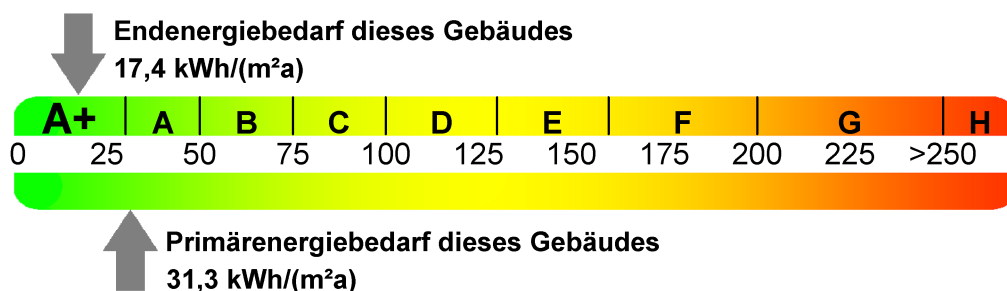 Endenergiebedarf dieses Gebäudes
17,4 kWh/(m²a)
A+ A B C D E F G H
0 25 50 75 100 125 150 175 200 225 >250
Primärenergiebedarf dieses Gebäudes
31,3 kWh/(m²a)